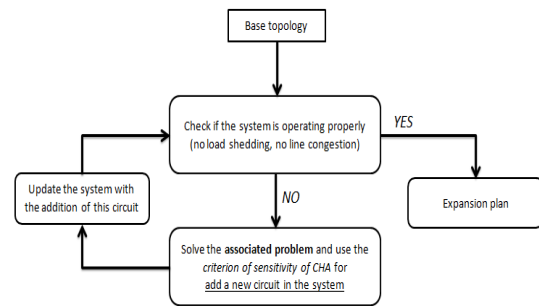 Base topology
Check if the system is operating properly
(no load shedding, no line congestion)
YES
NO
Update the system with
the addition of this circuit
Expansion plan
Solve the associated problem and use the
criterion of sensitivity of CHA for
add a new circuit in the system